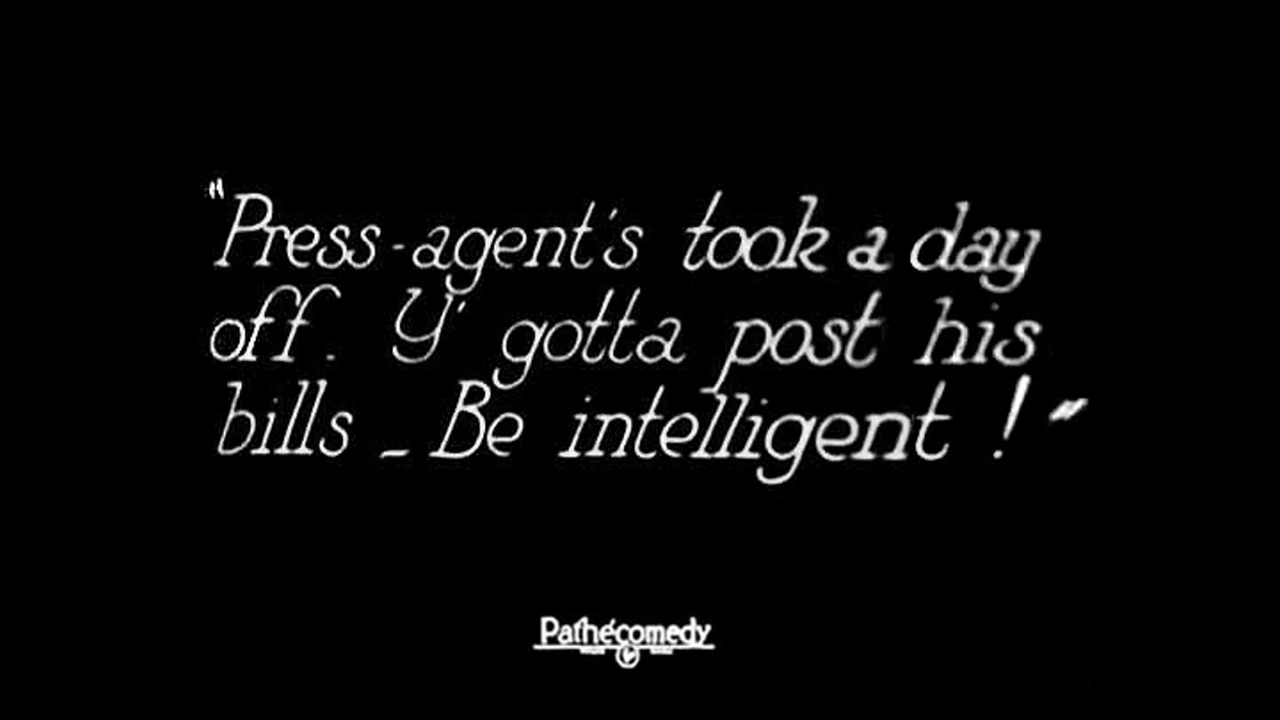 "Press-agent's took a day
off. Y' gotta post his
bills - Be intelligent!"
Pathécomedy